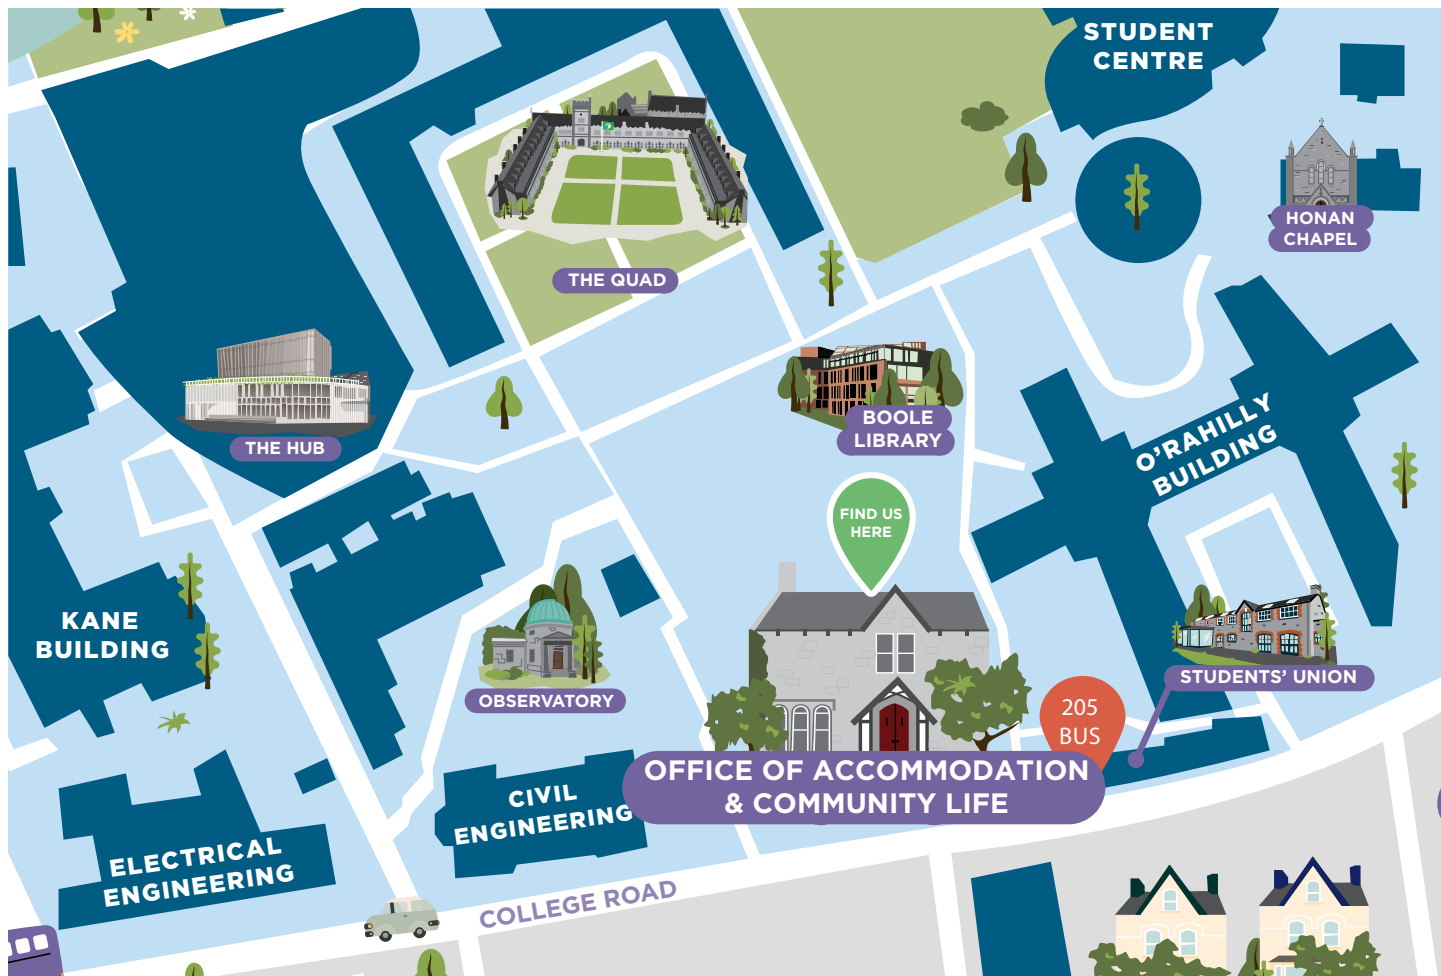 STUDENT
CENTRE
HONAN
CHAPEL
THE QUAD
BOOLE
LIBRARY
O'RAHILLY
BUILDING
THE HUB
FIND US
HERE
KANE
BUILDING
OBSERVATORY
STUDENTS' UNION
205
BUS
OFFICE OF ACCOMMODATION
& COMMUNITY LIFE
CIVIL
ENGINEERING
ELECTRICAL
ENGINEERING
COLLEGE ROAD